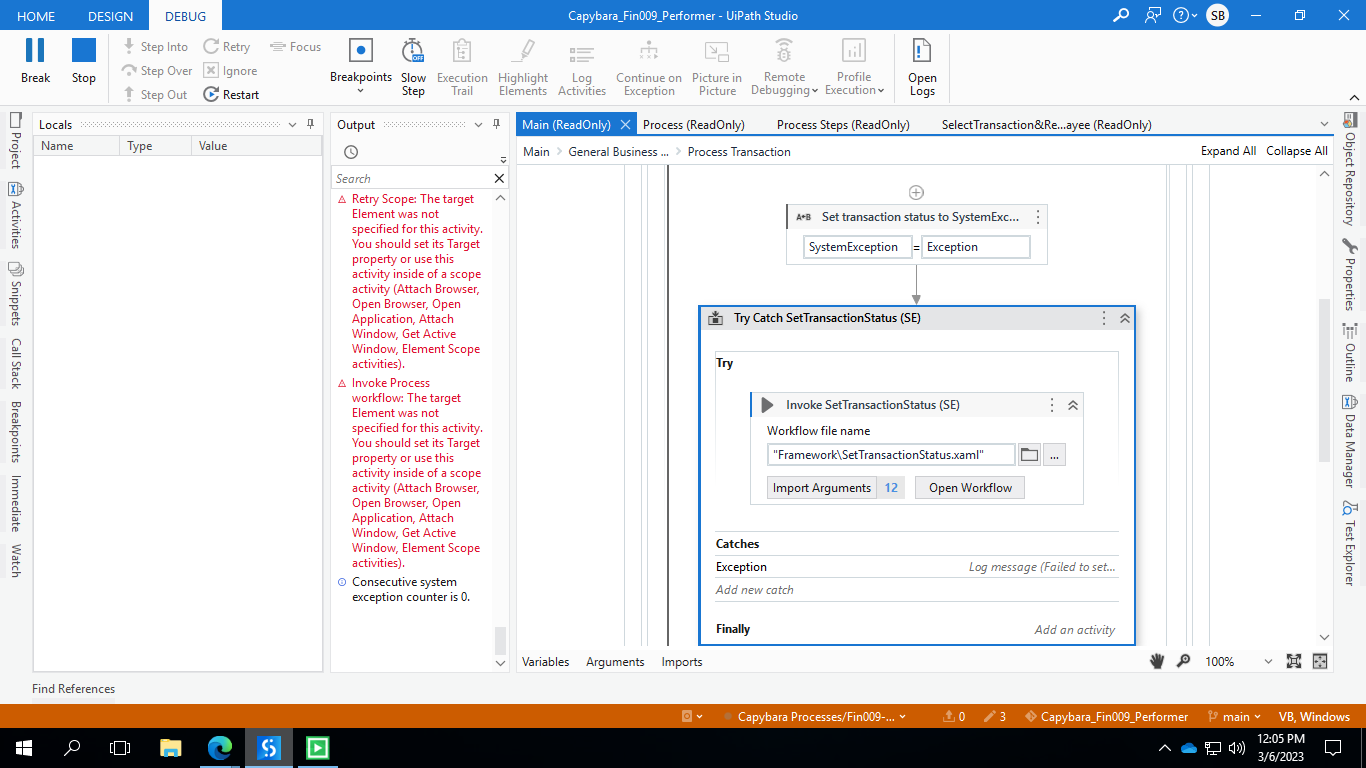 HOME DESIGN DEBUG Capybara_Fin009_Performer - UiPath Studio SB
Break
Stop
Step Into
Step Over
Step Out
Retry
Ignore
Restart
Focus
Breakpoints
Slow
Step
OFF
Execution
Trail
Highlight
Elements
Log
Activities
Continue on
Exception
Picture in
Picture
Remote
Debugging
Profile
Execution
Open
Logs
Project
Activities
Snippets
Call Stack
Breakpoints
Immediate
Watch
Locals
Name Type Value
Output
Search
Retry Scope: The target
Element was not
specified for this activity.
You should set its Target
property or use this
activity inside of a scope
activity (Attach Browser,
Open Browser, Open
Application, Attach
Window, Get Active
Window, Element Scope
activities).
Invoke Process
workflow: The target
Element was not
specified for this activity.
You should set its Target
property or use this
activity inside of a scope
activity (Attach Browser,
Open Browser, Open
Application, Attach
Window, Get Active
Window, Element Scope
activities).
Consecutive system
exception counter is 0.
Main (ReadOnly) Process (ReadOnly) Process Steps (ReadOnly) SelectTransaction&Re...ayee (ReadOnly)
Main General Business ... Process Transaction Expand All Collapse All
A+B Set transaction status to SystemExc...
SystemException = Exception
Try Catch SetTransactionStatus (SE)
Try
Invoke SetTransactionStatus (SE)
Workflow file name
"Framework\SetTransactionStatus.xaml" ...
Import Arguments 12 Open Workflow
Catches
Exception Log message (Failed to set...
Add new catch
Finally Add an activity
Variables Arguments Imports 100%
Object Repository
Properties
Outline
Data Manager
Test Explorer
Find References
Capybara Processes/Fin009-... 0 3 Capybara_Fin009_Performer main VB, Windows
12:05 PM
3/6/2023